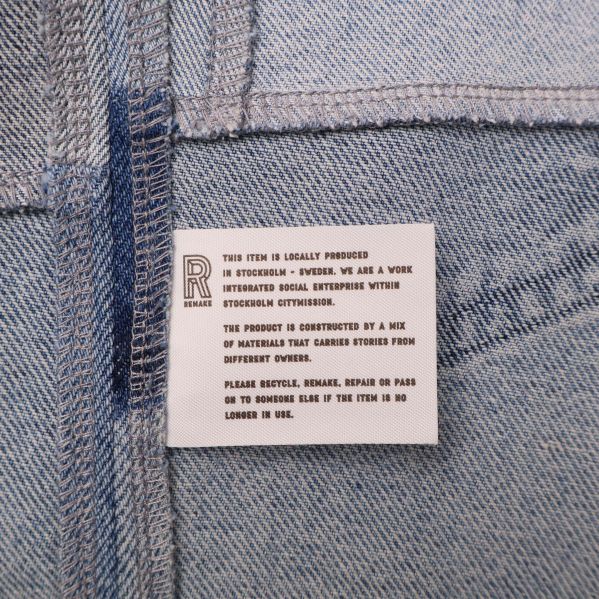 R
REMAKE
THIS ITEM IS LOCALLY PRODUCED
IN STOCKHOLM - SWEDEN. WE ARE A WORK
INTEGRATED SOCIAL ENTERPRISE WITHIN
STOCKHOLM CITYMISSION.
THE PRODUCT IS CONSTRUCTED BY A MIX
OF MATERIALS THAT CARRIES STORIES FROM
DIFFERENT OWNERS.
PLEASE RECYCLE, REMAKE, REPAIR OR PASS
ON TO SOMEONE ELSE IF THE ITEM IS NO
LONGER IN USE.